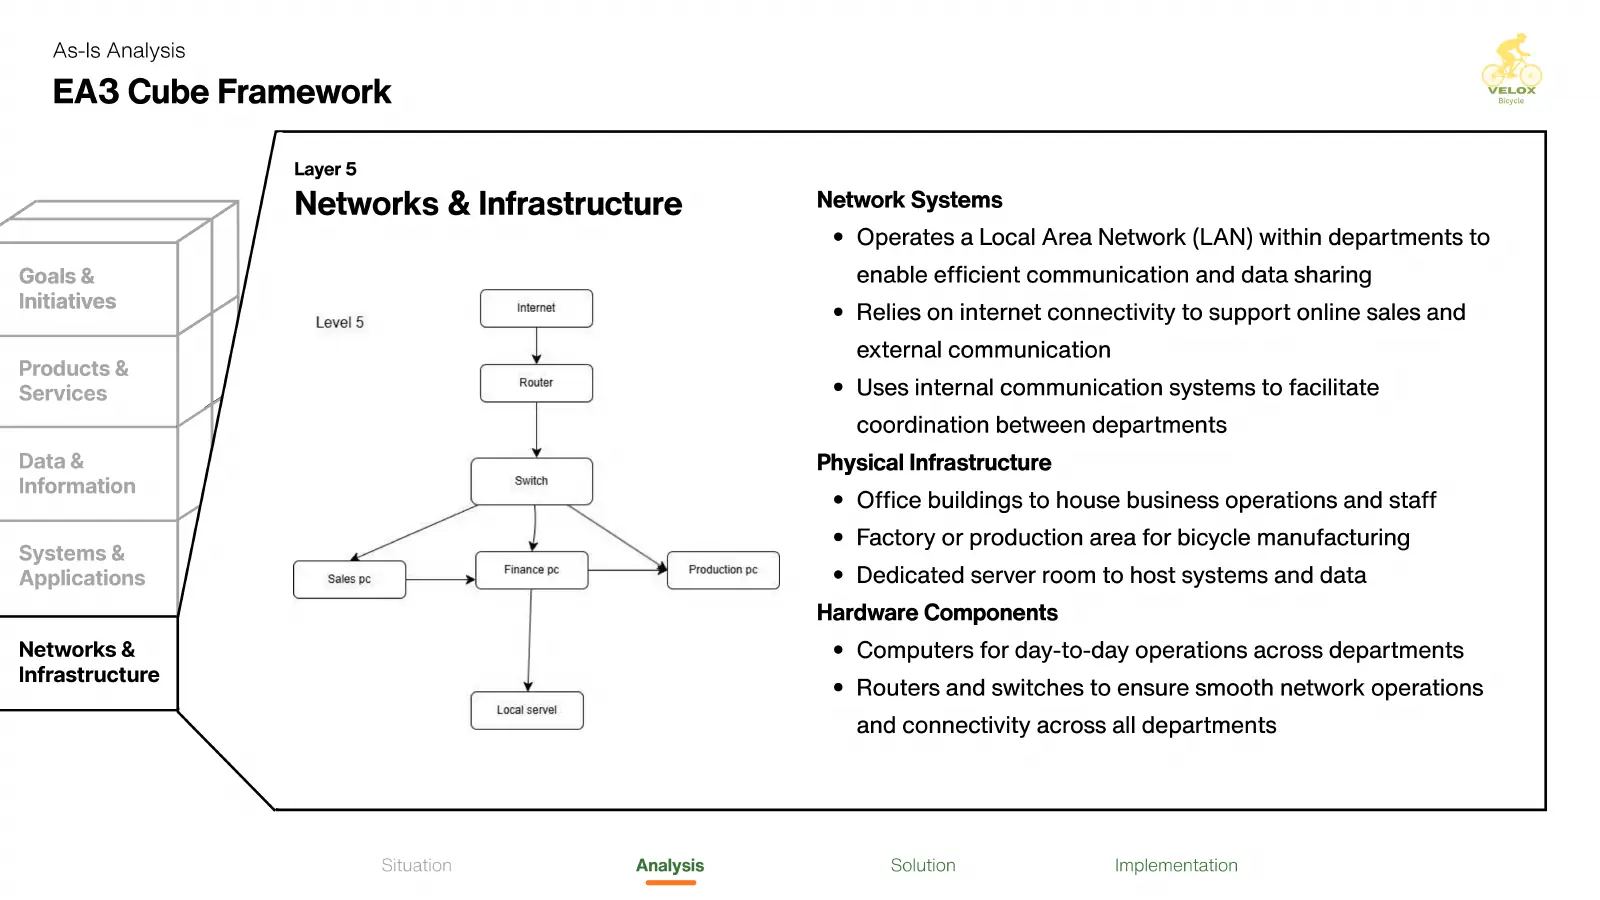 As-Is Analysis
EA3 Cube Framework
VELOX
Bicycle
Goals &
Initiatives
Products &
Services
Data &
Information
Systems &
Applications
Networks &
Infrastructure
Layer 5
Networks & Infrastructure
Level 5
Internet
Router
Switch
Sales pc
Finance pc
Production pc
Local servel
Network Systems
• Operates a Local Area Network (LAN) within departments to
enable efficient communication and data sharing
• Relies on internet connectivity to support online sales and
external communication
• Uses internal communication systems to facilitate
coordination between departments
Physical Infrastructure
• Office buildings to house business operations and staff
• Factory or production area for bicycle manufacturing
• Dedicated server room to host systems and data
Hardware Components
• Computers for day-to-day operations across departments
• Routers and switches to ensure smooth network operations
and connectivity across all departments
Situation
Analysis
Solution
Implementation